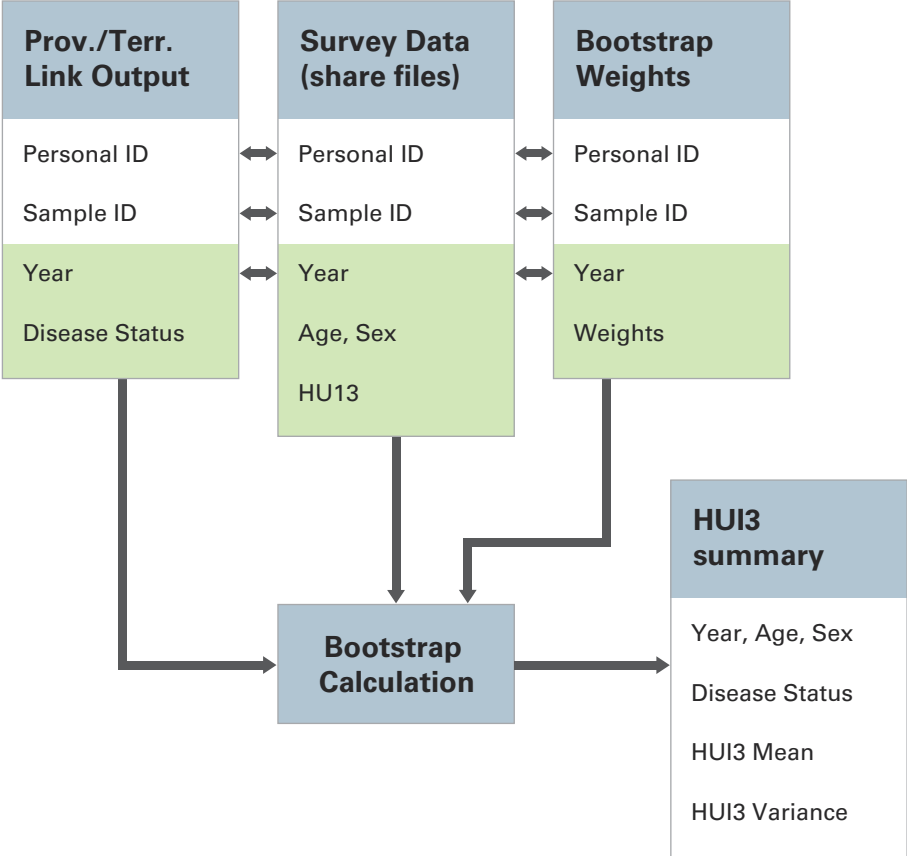 Prov./Terr.
Link Output
Personal ID
Sample ID
Year
Disease Status
Survey Data
(share files)
Personal ID
Sample ID
Year
Age, Sex
HU13
Bootstrap
Weights
Personal ID
Sample ID
Year
Weights
Bootstrap
Calculation
HUI3
summary
Year, Age, Sex
Disease Status
HUI3 Mean
HUI3 Variance